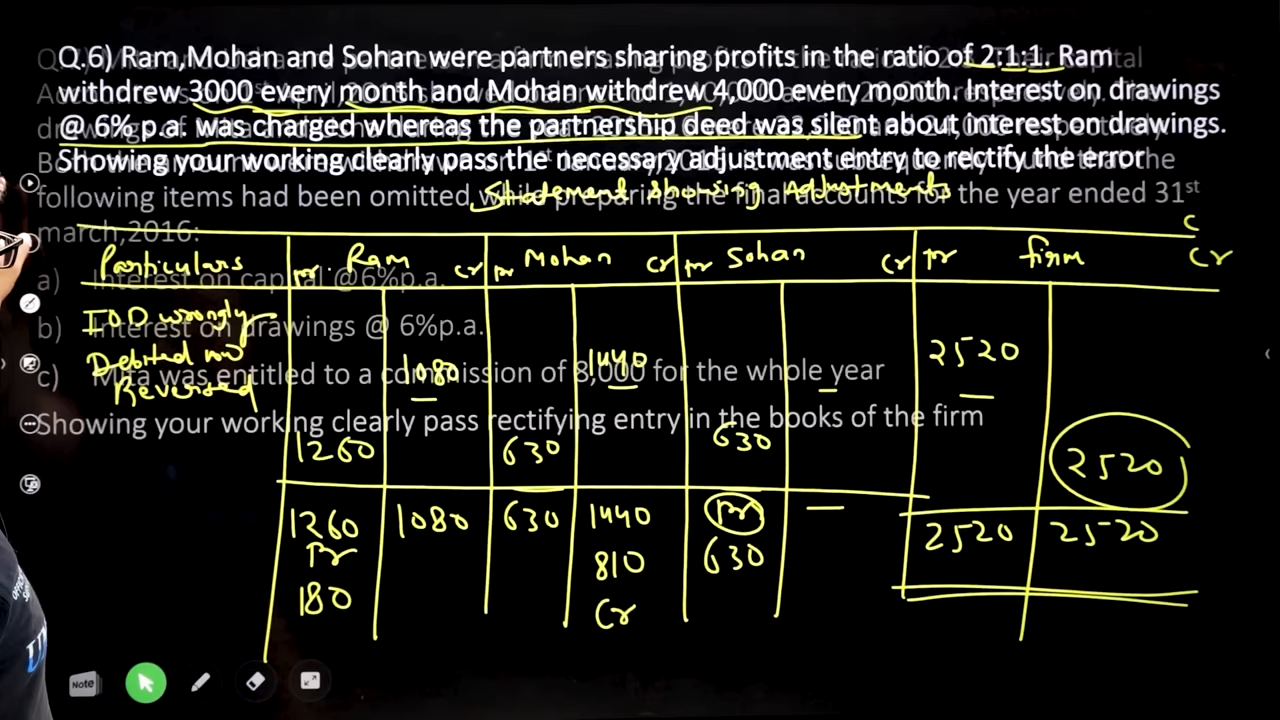 Q.6) Ram,Mohan and Sohan were partners sharing profits in the ratio of 2:1:1. Ram
withdrew 3000 every month and Mohan withdrew 4,000 every month. Interest on drawings
@ 6% p.a. was charged whereas the partnership deed was silent about interest on drawings.
Showing your working clearly pass the necessary adjustment entry to rectify the error
following items had been omitted while preparing the final accounts for the year ended 31st
march,2016:
Statement showing Adjustments
C
Particulars Dr. Ram Cr Dr Mohan Cr Dr Sohan Cr Dr firm Cr
a) Interest on capital @6%p.a.
IOD wrongly
b) Interest on drawings @ 6%p.a.
Debited now 1080 1440 2520
c) Mita was entitled to a commission of 8,000 for the whole year
Reversed
Showing your working clearly pass rectifying entry in the books of the firm
1260 630 630 2520
1260 1080 630 1440 Dr — 2520 2520
Dr 810 630
180 Cr
Note